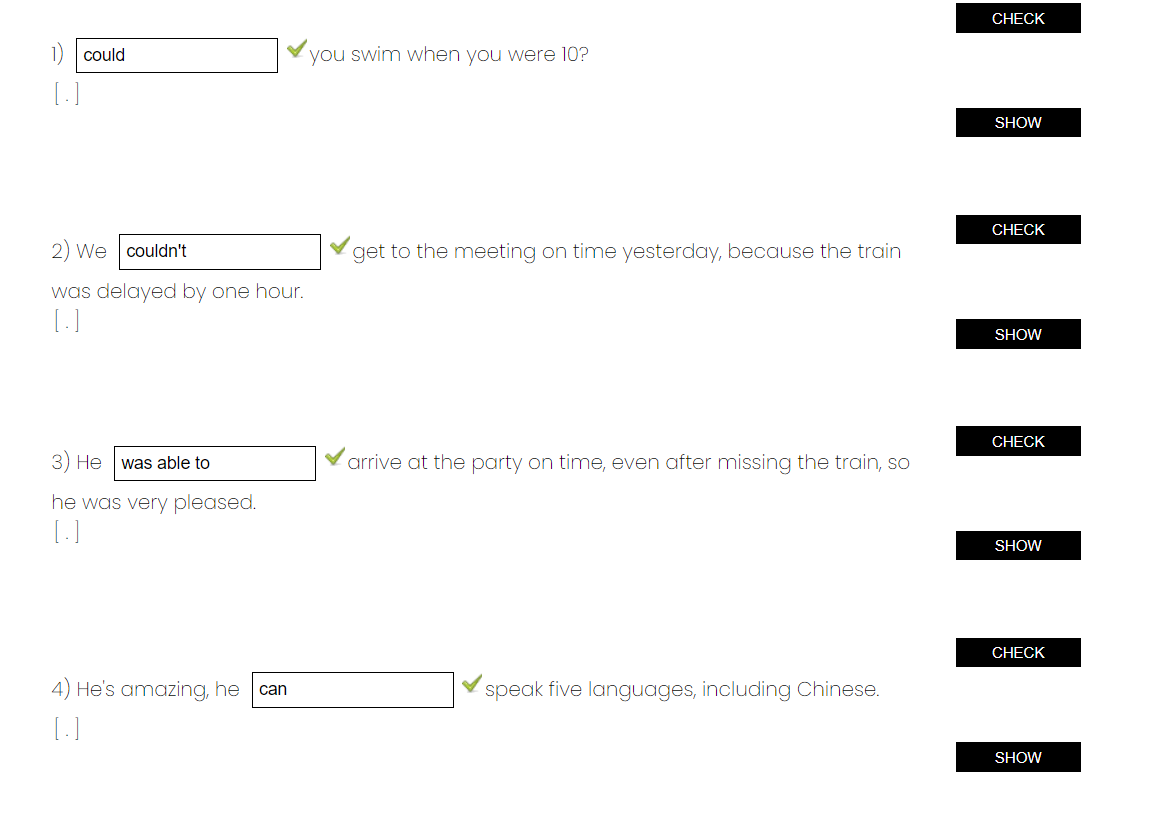 CHECK
1) could you swim when you were 10?
[ . ]
SHOW
CHECK
2) We couldn't get to the meeting on time yesterday, because the train
was delayed by one hour.
[ . ]
SHOW
CHECK
3) He was able to arrive at the party on time, even after missing the train, so
he was very pleased.
[ . ]
SHOW
CHECK
4) He's amazing, he can speak five languages, including Chinese.
[ . ]
SHOW